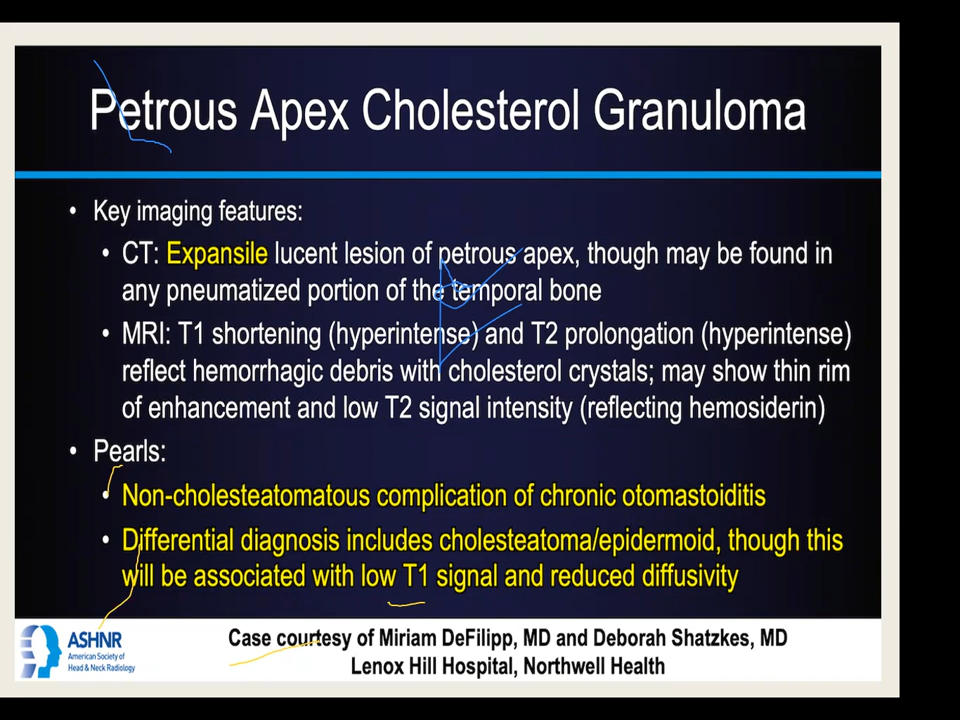 Petrous Apex Cholesterol Granuloma
• Key imaging features:
• CT: Expansile lucent lesion of petrous apex, though may be found in
any pneumatized portion of the temporal bone
• MRI: T1 shortening (hyperintense) and T2 prolongation (hyperintense)
reflect hemorrhagic debris with cholesterol crystals; may show thin rim
of enhancement and low T2 signal intensity (reflecting hemosiderin)
• Pearls:
• Non-cholesteatomatous complication of chronic otomastoiditis
• Differential diagnosis includes cholesteatoma/epidermoid, though this
will be associated with low T1 signal and reduced diffusivity
ASHNR
American Society of
Head & Neck Radiology
Case courtesy of Miriam DeFilipp, MD and Deborah Shatzkes, MD
Lenox Hill Hospital, Northwell Health